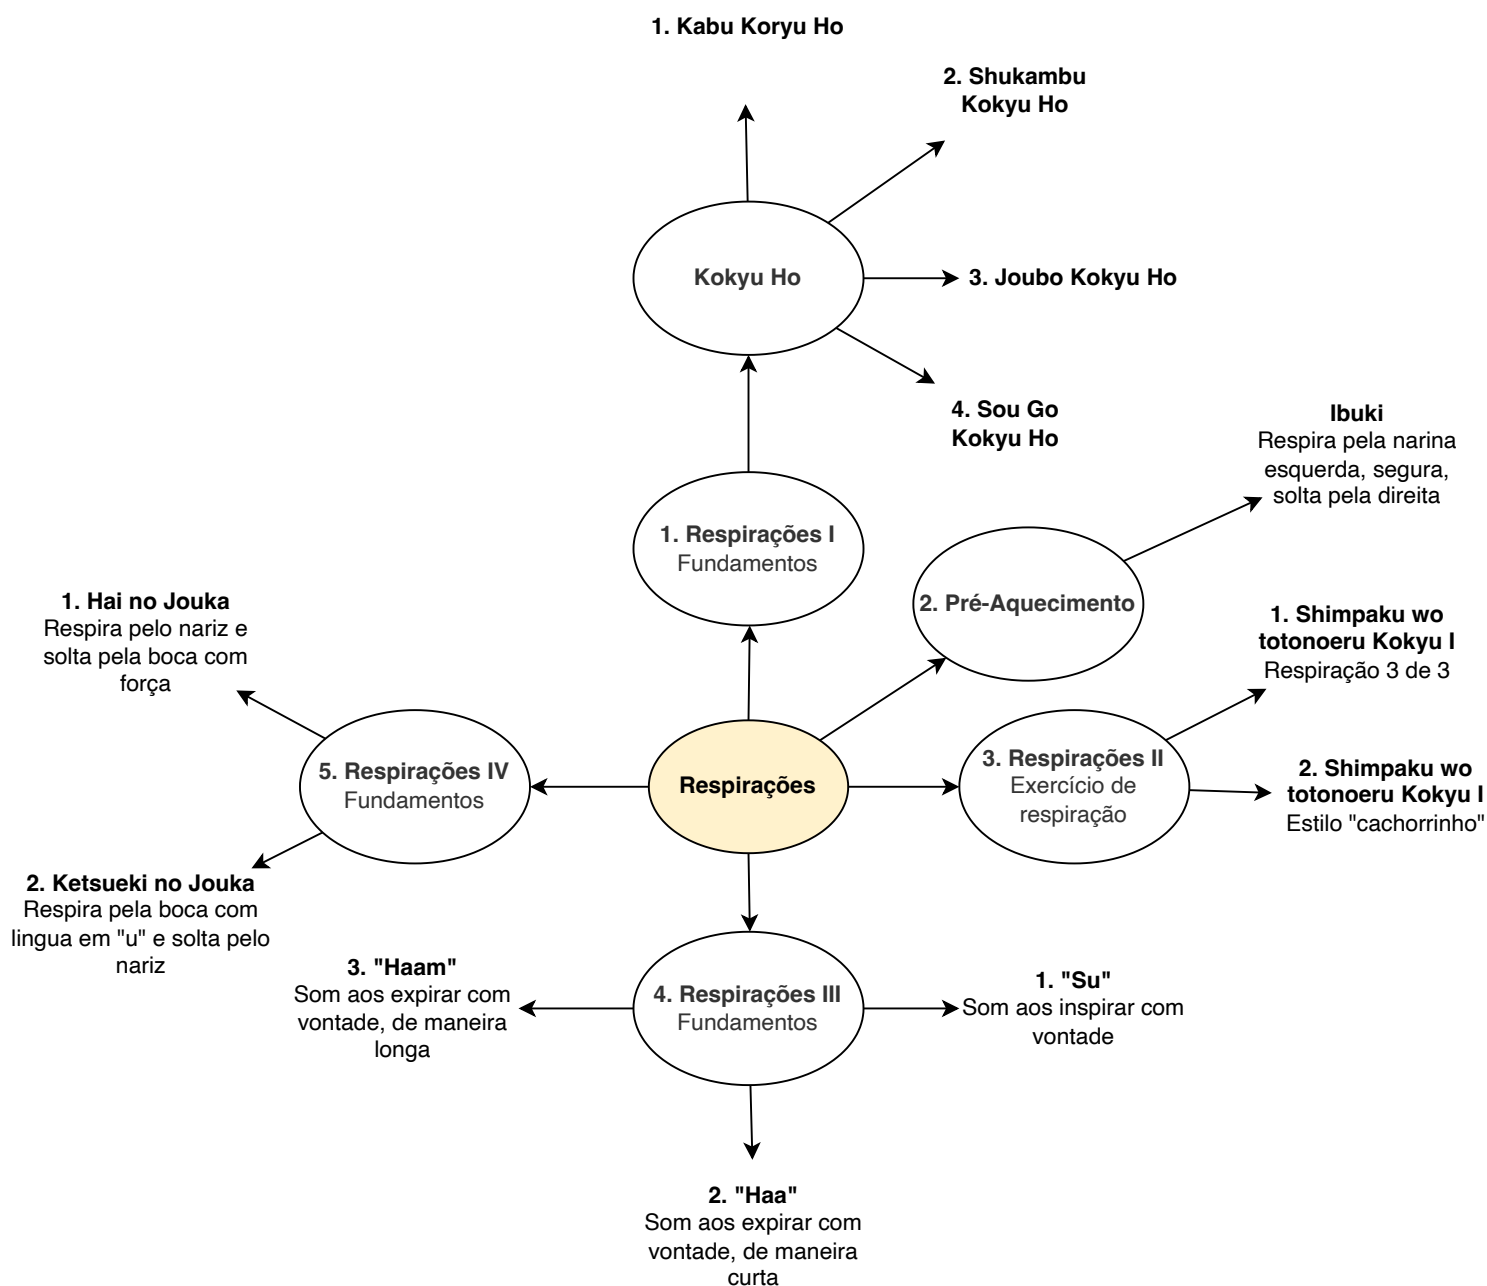 1. Kabu Koryu Ho
2. Shukambu
Kokyu Ho
Kokyu Ho
3. Joubo Kokyu Ho
4. Sou Go
Kokyu Ho
Ibuki
Respira pela narina
esquerda, segura,
solta pela direita
1. Respirações I
Fundamentos
2. Pré-Aquecimento
1. Hai no Jouka
Respira pelo nariz e
solta pela boca com
força
1. Shimpaku wo
totonoeru Kokyu I
Respiração 3 de 3
5. Respirações IV
Fundamentos
Respirações
3. Respirações II
Exercício de
respiração
2. Shimpaku wo
totonoeru Kokyu I
Estilo "cachorrinho"
2. Ketsueki no Jouka
Respira pela boca com
lingua em "u" e solta pelo
nariz
3. "Haam"
Som aos expirar com
vontade, de maneira
longa
4. Respirações III
Fundamentos
1. "Su"
Som aos inspirar com
vontade
2. "Haa"
Som aos expirar com
vontade, de maneira
curta